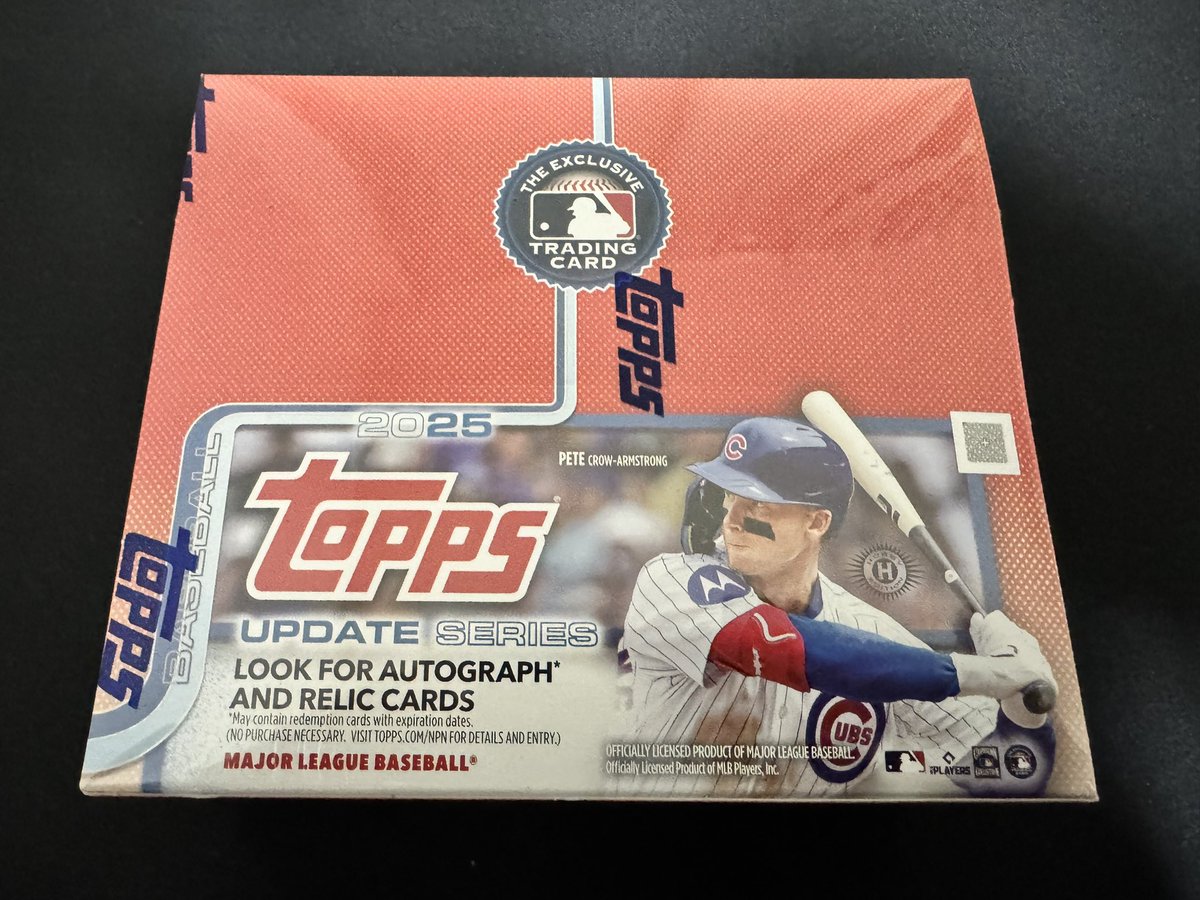 THE EXCLUSIVE
TRADING
CARD
topps
2025
BASEBALL
PETE CROW-ARMSTRONG
topps
topps
UPDATE SERIES
LOOK FOR AUTOGRAPH*
AND RELIC CARDS
*May contain redemption cards with expiration dates.
(NO PURCHASE NECESSARY. VISIT TOPPS.COM/NPN FOR DETAILS AND ENTRY.)
MAJOR LEAGUE BASEBALL®
C
H
CUBS
OFFICIALLY LICENSED PRODUCT OF MAJOR LEAGUE BASEBALL
Officially Licensed Product of MLB Players, Inc.
PLAYERS